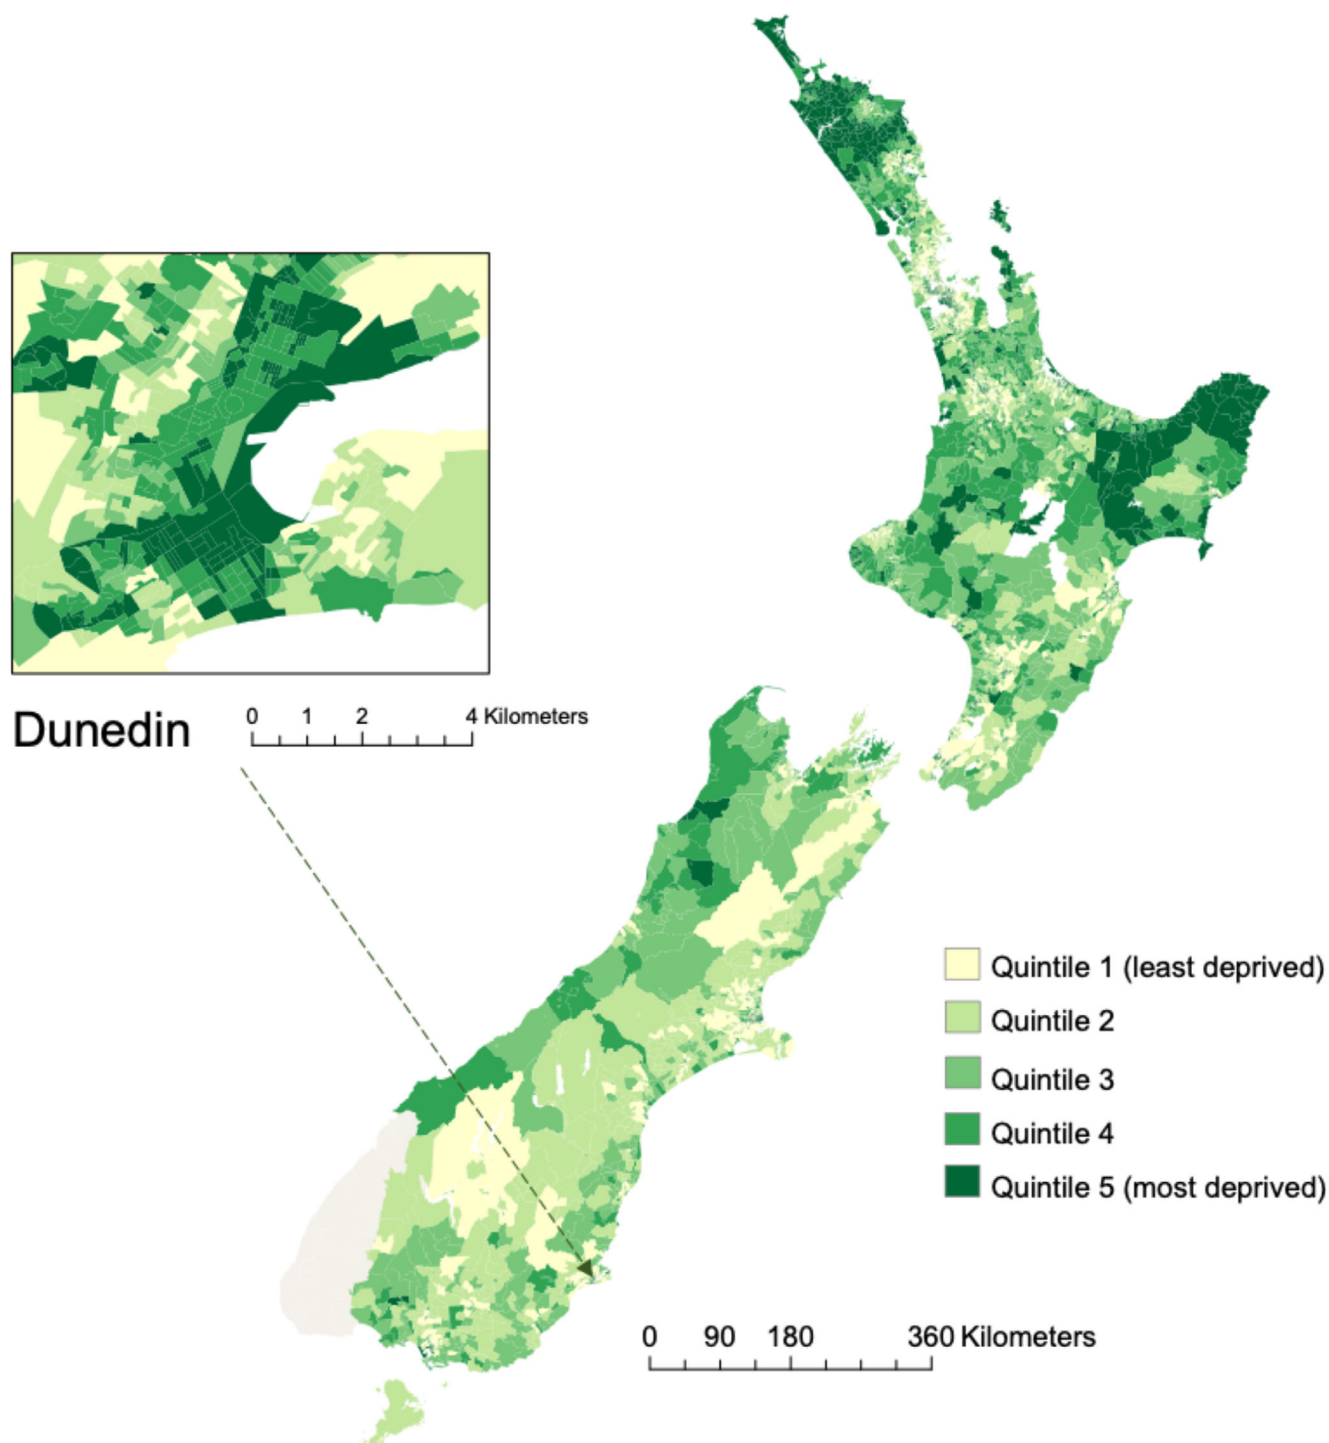 Dunedin
0 1 2 4 Kilometers
Quintile 1 (least deprived)
Quintile 2
Quintile 3
Quintile 4
Quintile 5 (most deprived)
0 90 180 360 Kilometers